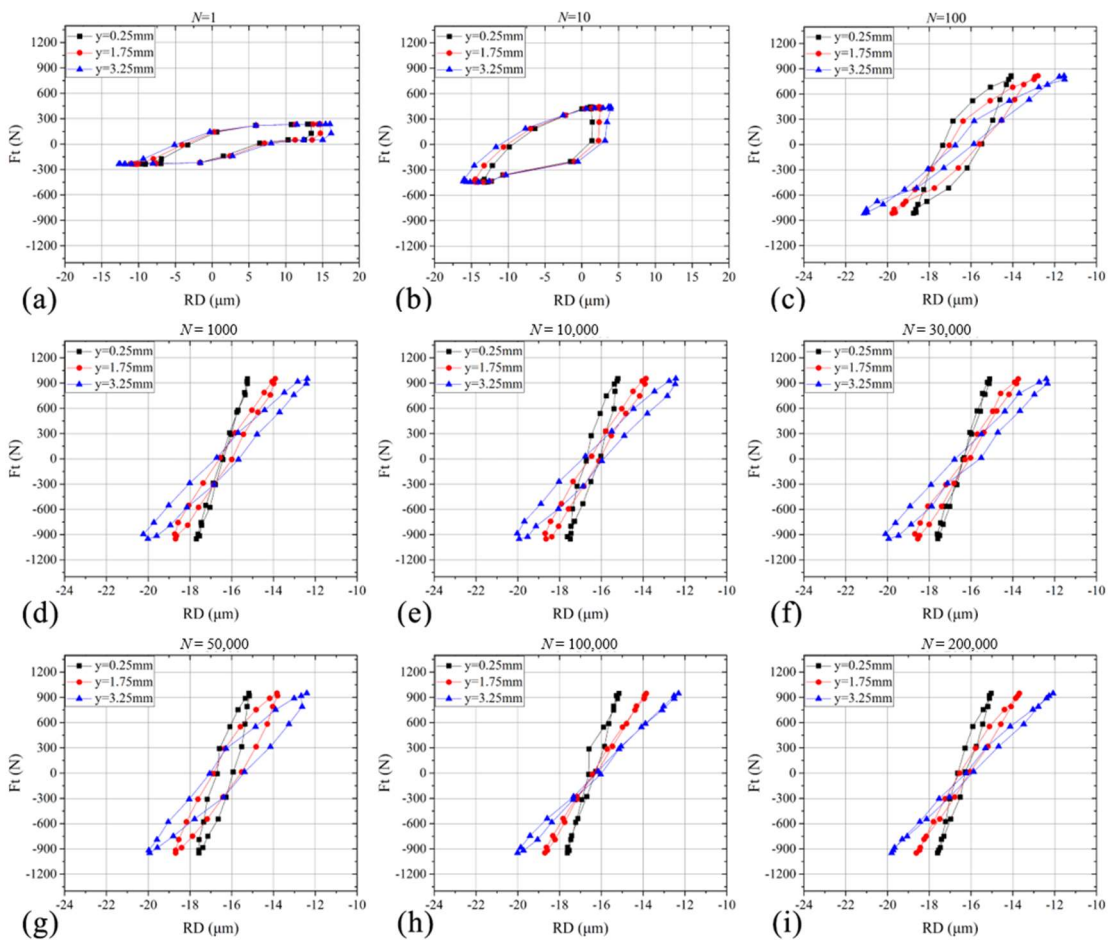 N=1
y=0.25mm
y=1.75mm
y=3.25mm
Ft (N)
1200
900
600
300
0
-300
-600
-900
-1200
-20 -15 -10 -5 0 5 10 15 20
RD (μm)
(a)
N=10
y=0.25mm
y=1.75mm
y=3.25mm
Ft (N)
1200
900
600
300
0
-300
-600
-900
-1200
-20 -15 -10 -5 0 5 10 15 20
RD (μm)
(b)
N=100
y=0.25mm
y=1.75mm
y=3.25mm
Ft (N)
1200
900
600
300
0
-300
-600
-900
-1200
-24 -22 -20 -18 -16 -14 -12 -10
RD (μm)
(c)
N = 1000
y=0.25mm
y=1.75mm
y=3.25mm
Ft (N)
1200
900
600
300
0
-300
-600
-900
-1200
-24 -22 -20 -18 -16 -14 -12 -10
RD (μm)
(d)
N = 10,000
y=0.25mm
y=1.75mm
y=3.25mm
Ft (N)
1200
900
600
300
0
-300
-600
-900
-1200
-24 -22 -20 -18 -16 -14 -12 -10
RD (μm)
(e)
N = 30,000
y=0.25mm
y=1.75mm
y=3.25mm
Ft (N)
1200
900
600
300
0
-300
-600
-900
-1200
-24 -22 -20 -18 -16 -14 -12 -10
RD (μm)
(f)
N = 50,000
y=0.25mm
y=1.75mm
y=3.25mm
Ft (N)
1200
900
600
300
0
-300
-600
-900
-1200
-24 -22 -20 -18 -16 -14 -12 -10
RD (μm)
(g)
N = 100,000
y=0.25mm
y=1.75mm
y=3.25mm
Ft (N)
1200
900
600
300
0
-300
-600
-900
-1200
-24 -22 -20 -18 -16 -14 -12 -10
RD (μm)
(h)
N = 200,000
y=0.25mm
y=1.75mm
y=3.25mm
Ft (N)
1200
900
600
300
0
-300
-600
-900
-1200
-24 -22 -20 -18 -16 -14 -12 -10
RD (μm)
(i)